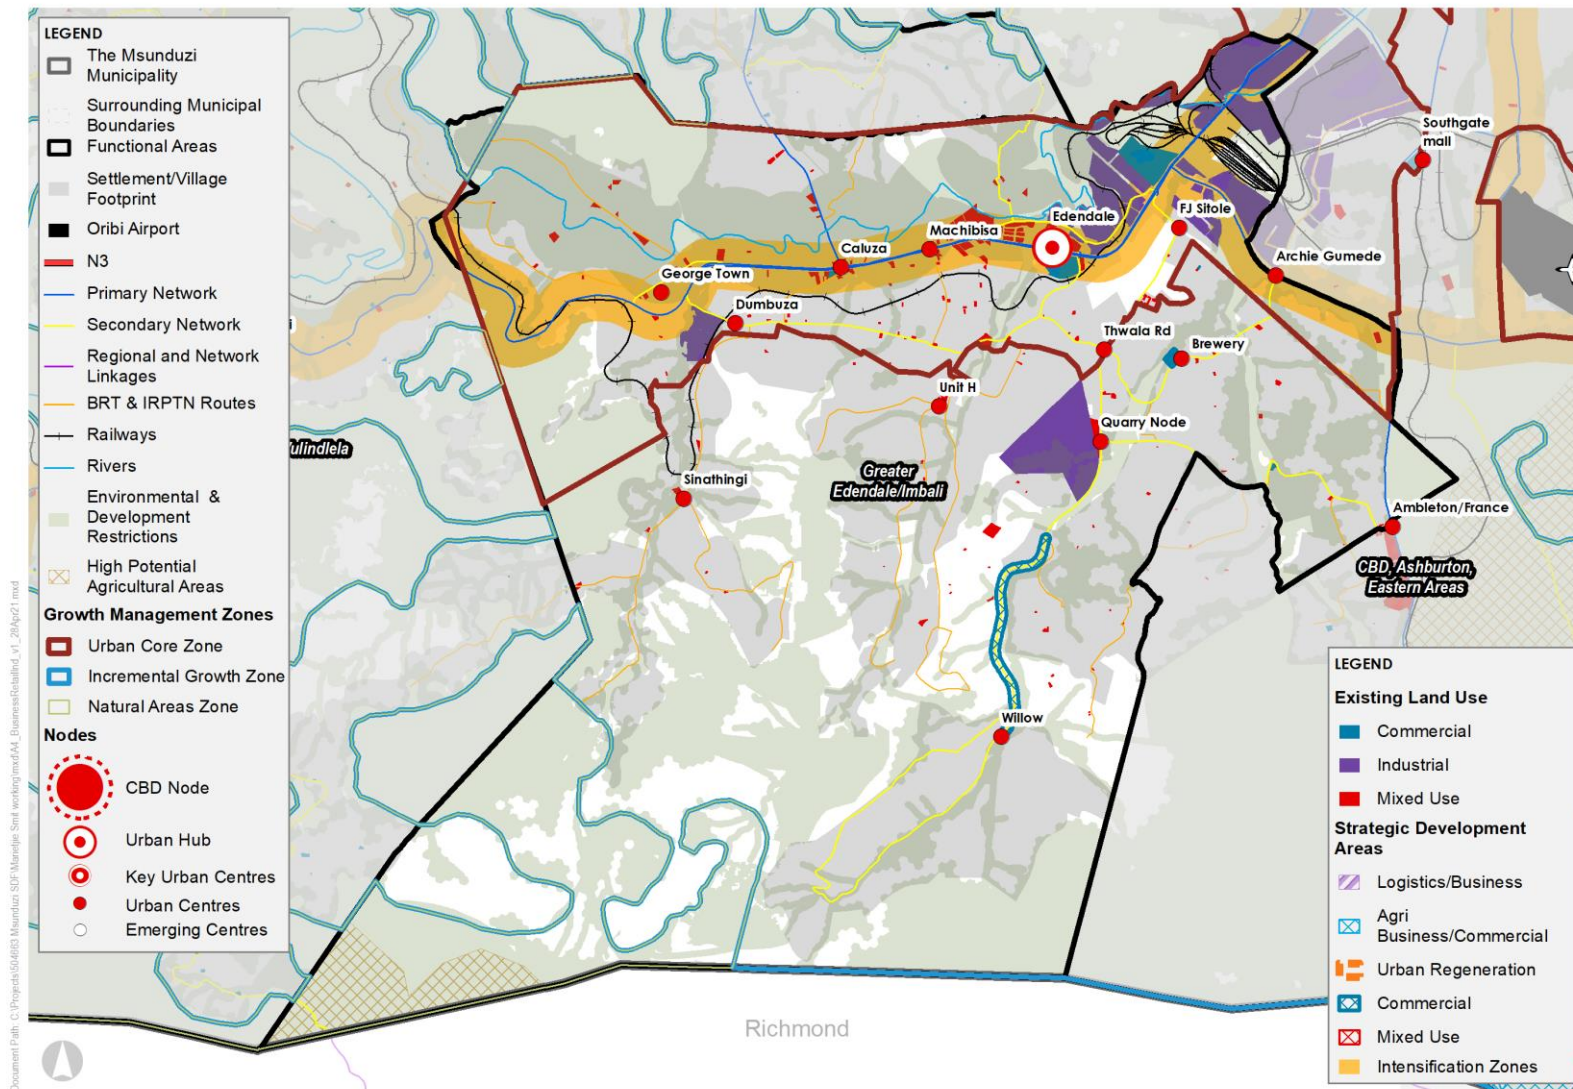 LEGEND
The Msunduzi
Municipality
Surrounding Municipal
Boundaries
Functional Areas
Settlement/Village
Footprint
Oribi Airport
N3
Primary Network
Secondary Network
Regional and Network
Linkages
BRT & IRPTN Routes
Railways
Rivers
Environmental &
Development
Restrictions
High Potential
Agricultural Areas
Growth Management Zones
Urban Core Zone
Incremental Growth Zone
Natural Areas Zone
Nodes
CBD Node
Urban Hub
Key Urban Centres
Urban Centres
Emerging Centres
Southgate
mall
Edendale
FJ Sitole
Machibisa
Caluza
Archie Gumede
George Town
Dumbuza
Thwala Rd
Brewery
Unit H
Quarry Node
Sinathingi
Greater
Edendale/Imbali
Ambleton/France
CBD, Ashburton,
Eastern Areas
Willow
Richmond
LEGEND
Existing Land Use
Commercial
Industrial
Mixed Use
Strategic Development
Areas
Logistics/Business
Agri
Business/Commercial
Urban Regeneration
Commercial
Mixed Use
Intensification Zones